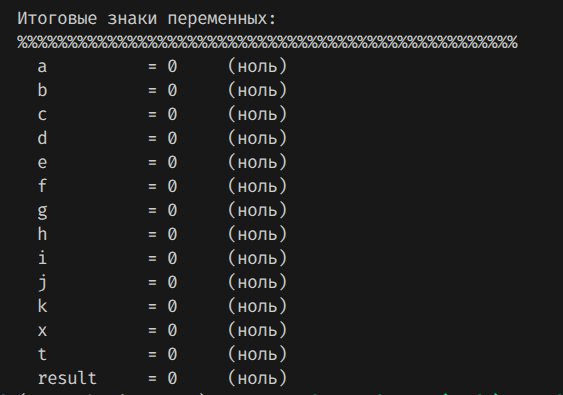 Итоговые знаки переменных:
%%%%%%%%%%%%%%%%%%%%%%%%%%%%%%%%%%%%%%%%%%%%%%%%%%
a = 0 (ноль)
b = 0 (ноль)
c = 0 (ноль)
d = 0 (ноль)
e = 0 (ноль)
f = 0 (ноль)
g = 0 (ноль)
h = 0 (ноль)
i = 0 (ноль)
j = 0 (ноль)
k = 0 (ноль)
x = 0 (ноль)
t = 0 (ноль)
result = 0 (ноль)